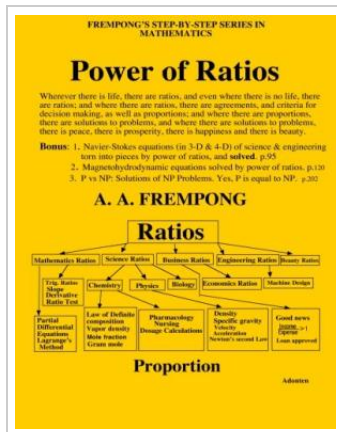 FREMPONG'S STEP-BY-STEP SERIES IN
MATHEMATICS
Power of Ratios
Wherever there is life, there are ratios, and even where there is no life, there
are ratios; and where there are ratios, there are agreements, and criteria for
decision making, as well as proportions; and where there are proportions,
there are solutions to problems, and where there are solutions to problems,
there is peace, there is prosperity, there is happiness and there is beauty.
Bonus: 1. Navier-Stokes equations (in 3-D & 4-D) of science & engineering
torn into pieces by power of ratios, and solved. p.95
2. Magnetohydrodynamic equations solved by power of ratios. p.120
3. P vs NP: Solutions of NP Problems. Yes, P is equal to NP. p.202
A. A. FREMPONG
Ratios
Mathematics Ratios Science Ratios Business Ratios Engineering Ratios Beauty Ratios
Trig. Ratios
Slope
Derivative
Ratio Test
Chemistry Physics Biology Economics Ratios Machine Design
Partial
Differential
Equations
Lagrange's
Method
Law of Definite
composition
Vapor density
Mole fraction
Gram mole
Pharmacology
Nursing
Dosage Calculations
Density
Specific gravity
Velocity
Acceleration
Newton's second Law
Good news
Income >1
Expense
Loan approved
Proportion
Adonten